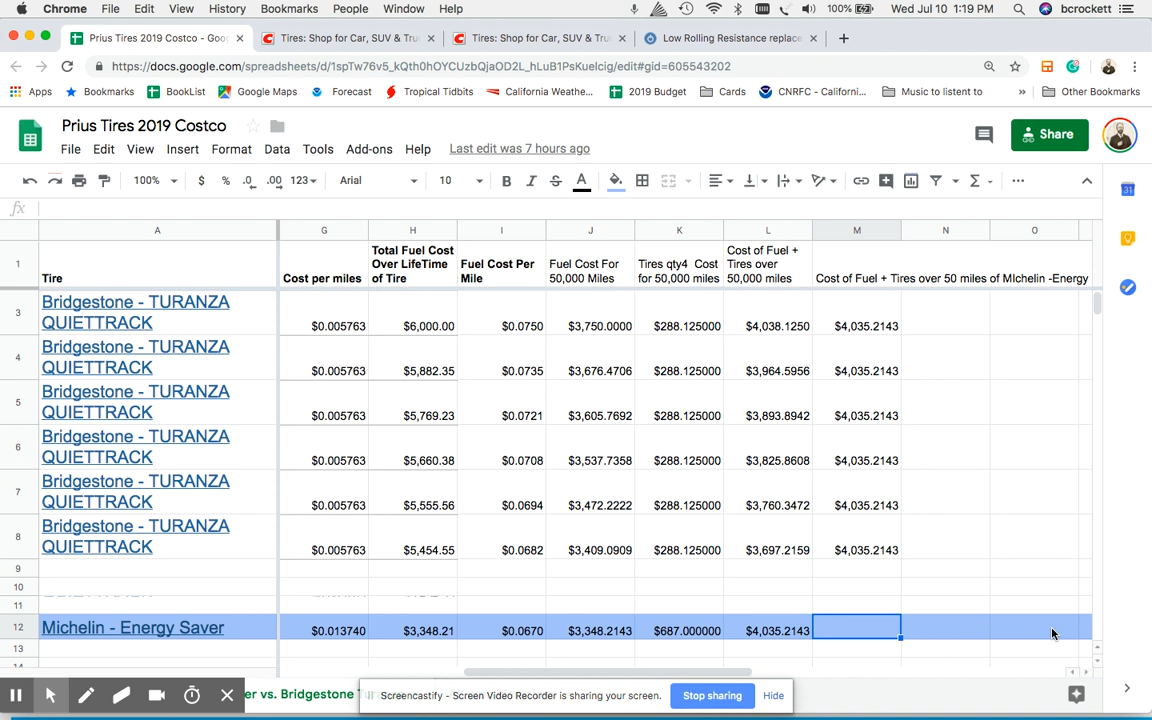 Chrome File Edit View History Bookmarks People Window Help 100% Wed Jul 10 1:19 PM bcrockett
Prius Tires 2019 Costco - Goo Tires: Shop for Car, SUV & Tru Tires: Shop for Car, SUV & Tru Low Rolling Resistance replace
https://docs.google.com/spreadsheets/d/1spTw76v5_kQth0hOYCUzbQjaOD2L_hLuB1PsKuelcig/edit#gid=605543202
Apps Bookmarks BookList Google Maps Forecast Tropical Tidbits California Weathe... 2019 Budget Cards CNRFC - Californi... Music to listen to » Other Bookmarks
Prius Tires 2019 Costco
Share
File Edit View Insert Format Data Tools Add-ons Help Last edit was 7 hours ago
100% $ % .0 .00 123 Arial 10 B I S A
fx
A G H I J K L M N O
1 Tire Cost per miles Total Fuel Cost Over LifeTime of Tire Fuel Cost Per Mile Fuel Cost For 50,000 Miles Tires qty4 Cost for 50,000 miles Cost of Fuel + Tires over 50,000 miles Cost of Fuel + Tires over 50 miles of MIchelin -Energy
3 Bridgestone - TURANZA QUIETTRACK $0.005763 $6,000.00 $0.0750 $3,750.0000 $288.125000 $4,038.1250 $4,035.2143
4 Bridgestone - TURANZA QUIETTRACK $0.005763 $5,882.35 $0.0735 $3,676.4706 $288.125000 $3,964.5956 $4,035.2143
5 Bridgestone - TURANZA QUIETTRACK $0.005763 $5,769.23 $0.0721 $3,605.7692 $288.125000 $3,893.8942 $4,035.2143
6 Bridgestone - TURANZA QUIETTRACK $0.005763 $5,660.38 $0.0708 $3,537.7358 $288.125000 $3,825.8608 $4,035.2143
7 Bridgestone - TURANZA QUIETTRACK $0.005763 $5,555.56 $0.0694 $3,472.2222 $288.125000 $3,760.3472 $4,035.2143
8 Bridgestone - TURANZA QUIETTRACK $0.005763 $5,454.55 $0.0682 $3,409.0909 $288.125000 $3,697.2159 $4,035.2143
9
10
11
12 Michelin - Energy Saver $0.013740 $3,348.21 $0.0670 $3,348.2143 $687.000000 $4,035.2143
13
14
er vs. Bridgestone
Screencastify - Screen Video Recorder is sharing your screen. Stop sharing Hide